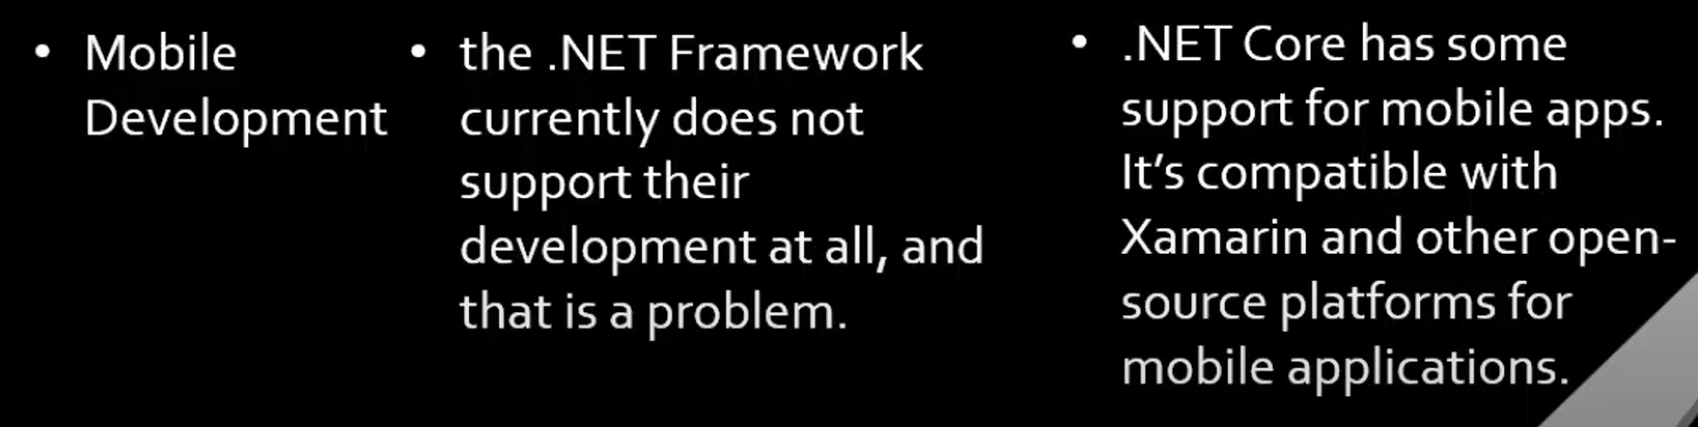 • Mobile
Development
• the .NET Framework
currently does not
support their
development at all, and
that is a problem.
• .NET Core has some
support for mobile apps.
It's compatible with
Xamarin and other open-
source platforms for
mobile applications.